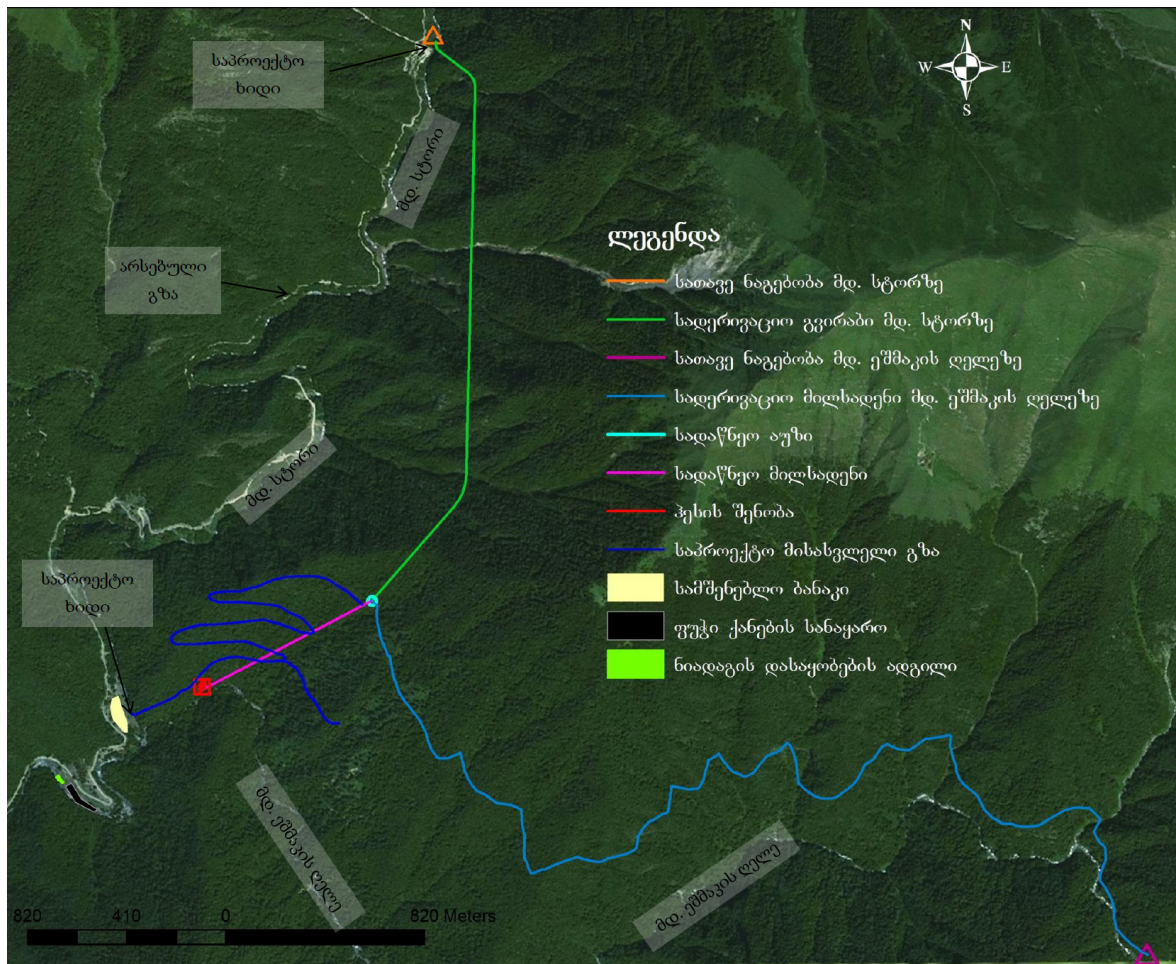 საპროექტო
ხიდი
N
W E
S
მდ. სტორი
არსებული
გზა
ლეგენდა
სათავე ნაგებობა მდ. სტორზე
სადერივაციო გვირაბი მდ. სტორზე
სათავე ნაგებობა მდ. ეშმაკის ღელეზე
სადერივაციო მილსადენი მდ. ეშმაკის ღელეზე
სადაწნეო აუზი
სადაწნეო მილსადენი
ჰესის შენობა
საპროექტო მისასვლელი გზა
სამშენებლო ბანაკი
ფუჭი ქანების სანაყარო
ნიადაგის დასაყობების ადგილი
მდ. სტორი
საპროექტო
ხიდი
მდ. ეშმაკის ღელე
მდ. ეშმაკის ღელე
820 410 0 820 Meters